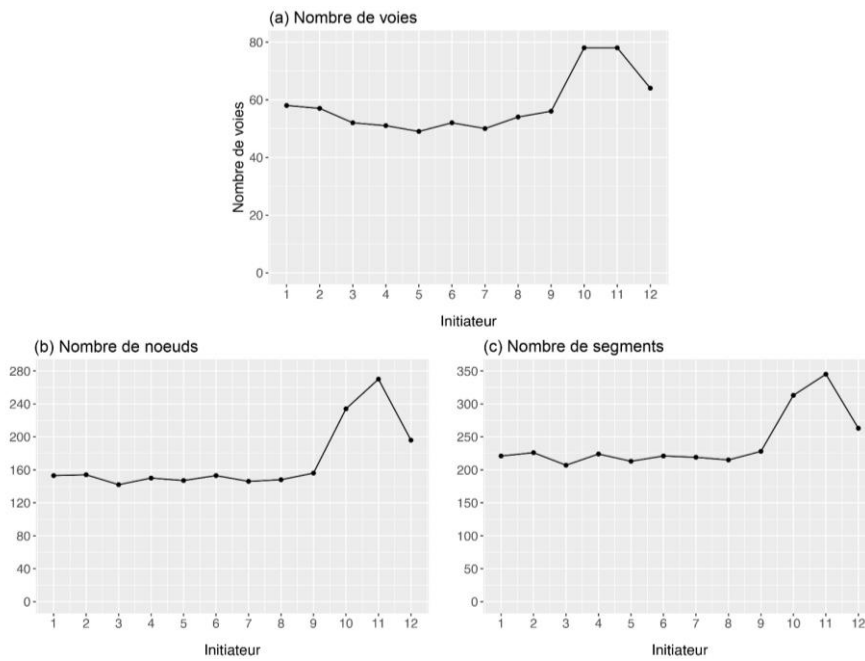 (a) Nombre de voies
Nombre de voies
80
60
40
20
0
1 2 3 4 5 6 7 8 9 10 11 12
Initiateur
(b) Nombre de noeuds
280
240
200
160
120
80
40
0
1 2 3 4 5 6 7 8 9 10 11 12
Initiateur
(c) Nombre de segments
350
300
250
200
150
100
50
0
1 2 3 4 5 6 7 8 9 10 11 12
Initiateur